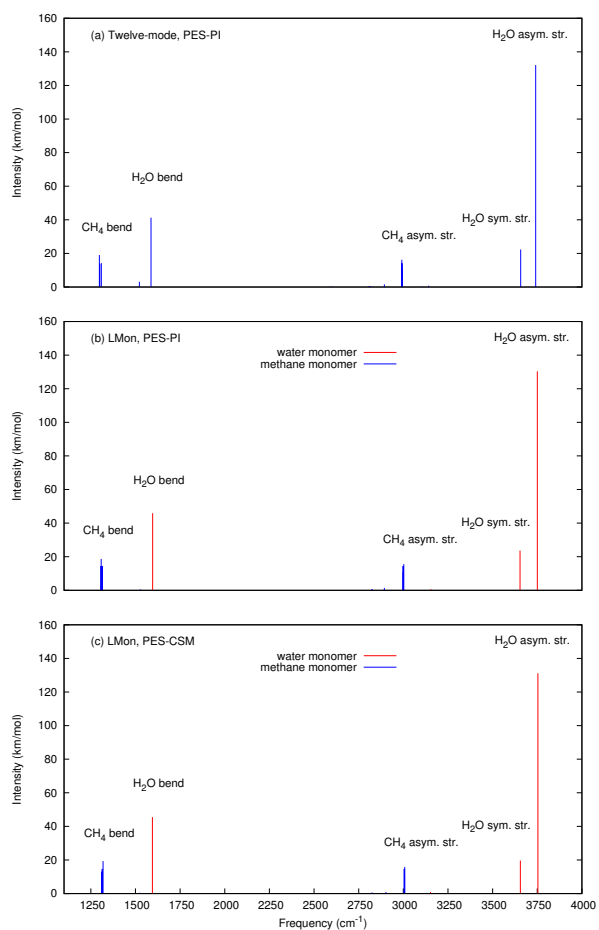 160
140
120
100
80
60
40
20
0
Intensity (km/mol)
(a) Twelve-mode, PES-PI
H₂O asym. str.
H₂O bend
H₂O sym. str.
CH₄ bend
CH₄ asym. str.
160
140
120
100
80
60
40
20
0
Intensity (km/mol)
(b) LMon, PES-PI
H₂O asym. str.
water monomer
methane monomer
H₂O bend
H₂O sym. str.
CH₄ bend
CH₄ asym. str.
160
140
120
100
80
60
40
20
0
Intensity (km/mol)
(c) LMon, PES-CSM
H₂O asym. str.
water monomer
methane monomer
H₂O bend
H₂O sym. str.
CH₄ bend
CH₄ asym. str.
1250 1500 1750 2000 2250 2500 2750 3000 3250 3500 3750 4000
Frequency (cm⁻¹)